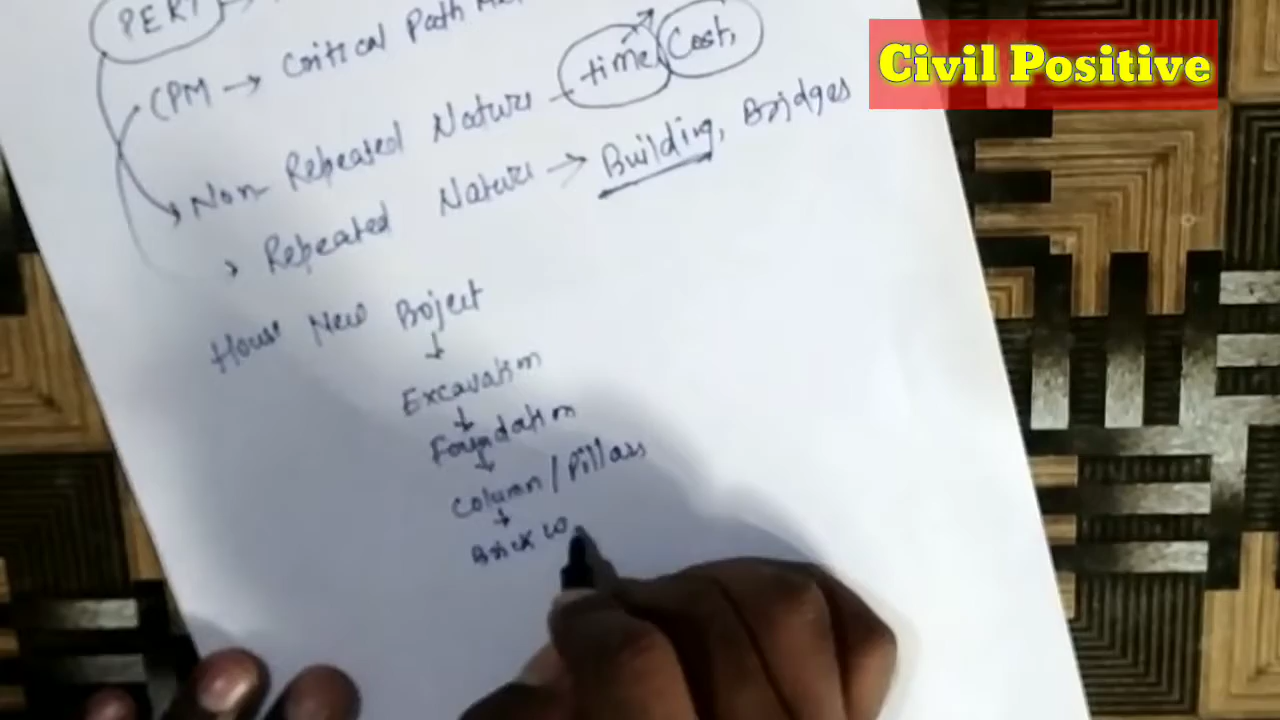 PERT →
CPM → Critical Path
Non- Repeated Nature - time, Cost,
Repeated Nature → Building, Bridges
House New Project
↓
Excavation
↓
Foundation
↓
Column / Pillars
↓
Brick wo
Civil Positive